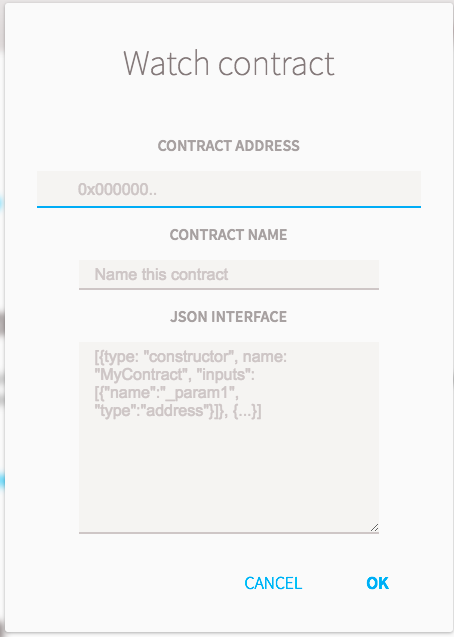 Watch contract
CONTRACT ADDRESS
0x000000..
CONTRACT NAME
Name this contract
JSON INTERFACE
[{type: "constructor", name:
"MyContract", "inputs":
[{"name":"_param1",
"type":"address"}]}, {...}]
CANCEL
OK